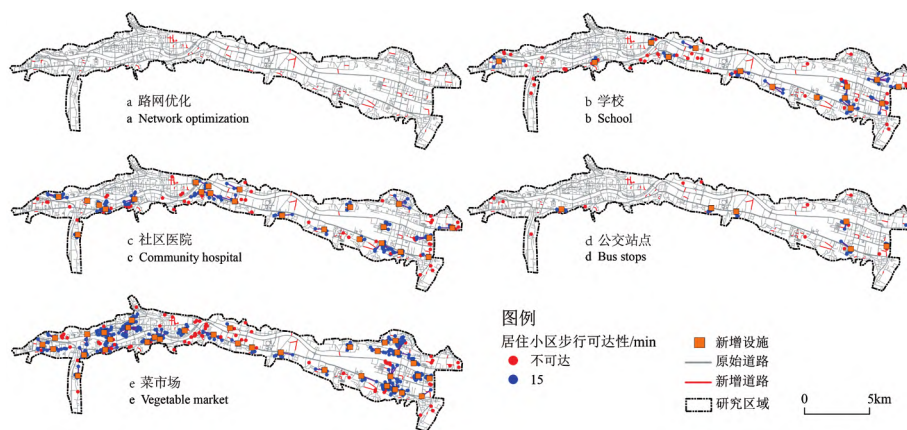 a 路网优化
a Network optimization
b 学校
b School
c 社区医院
c Community hospital
d 公交站点
d Bus stops
e 菜市场
e Vegetable market
图例
居住小区步行可达性/min
不可达
15
新增设施
原始道路
新增道路
研究区域
0 5km